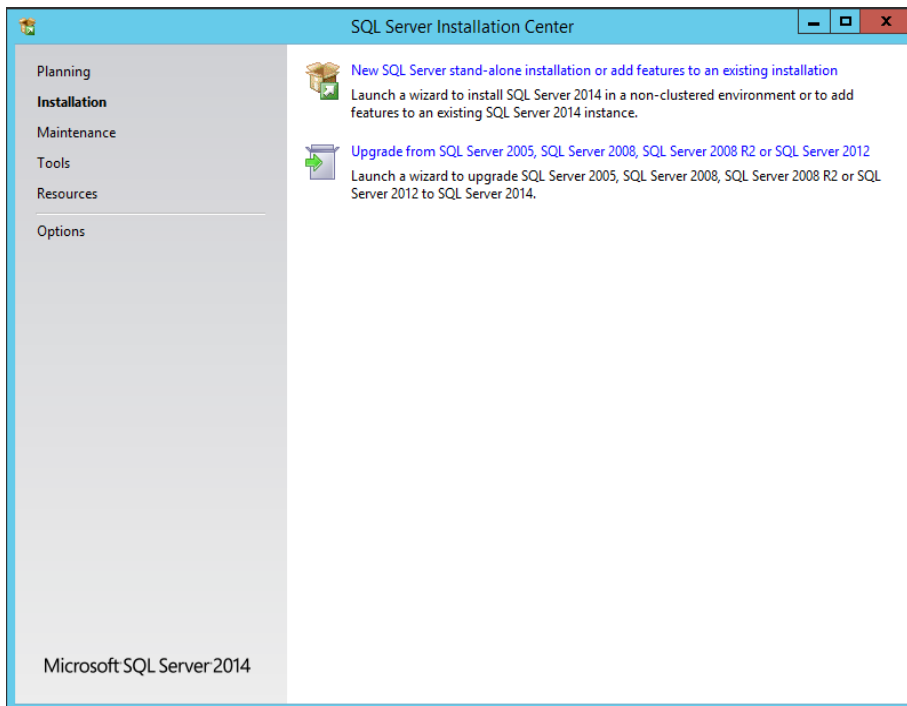 SQL Server Installation Center
Planning
Installation
Maintenance
Tools
Resources
Options
New SQL Server stand-alone installation or add features to an existing installation
Launch a wizard to install SQL Server 2014 in a non-clustered environment or to add
features to an existing SQL Server 2014 instance.
Upgrade from SQL Server 2005, SQL Server 2008, SQL Server 2008 R2 or SQL Server 2012
Launch a wizard to upgrade SQL Server 2005, SQL Server 2008, SQL Server 2008 R2 or SQL
Server 2012 to SQL Server 2014.
Microsoft SQL Server 2014